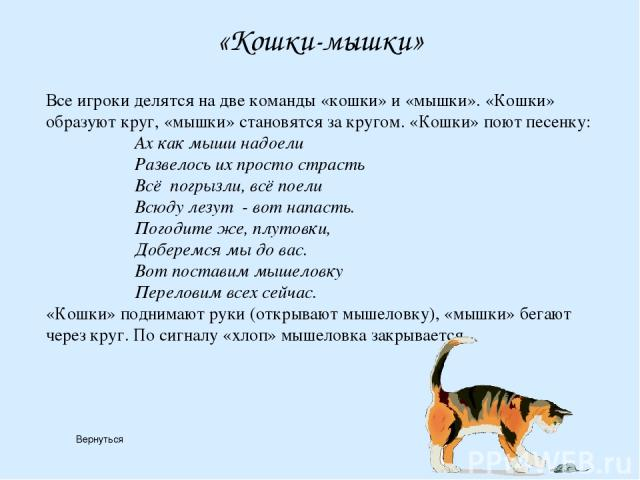 «Кошки-мышки»
Все игроки делятся на две команды «кошки» и «мышки». «Кошки»
образуют круг, «мышки» становятся за кругом. «Кошки» поют песенку:
Ах как мыши надоели
Развелось их просто страсть
Всё погрызли, всё поели
Всюду лезут - вот напасть.
Погодите же, плутовки,
Доберемся мы до вас.
Вот поставим мышеловку
Переловим всех сейчас.
«Кошки» поднимают руки (открывают мышеловку), «мышки» бегают
через круг. По сигналу «хлоп» мышеловка закрывается.
Вернуться
PPt4WEB.ru